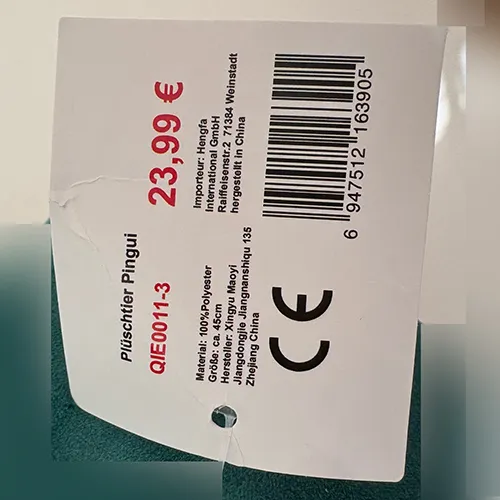 Plüschtier Pingui
QIE0011-3
23,99 €
Material: 100%Polyester
Größe: ca. 45cm
Hersteller: Xingyu Maoyi
Jiangdongjie Jiangnanshiqu 135
Zhejiang China
Importeur: Hengfa
International GmbH
Raiffeisenstr.2 71384 Weinstadt
hergestellt in China
CE
6 947512 163905